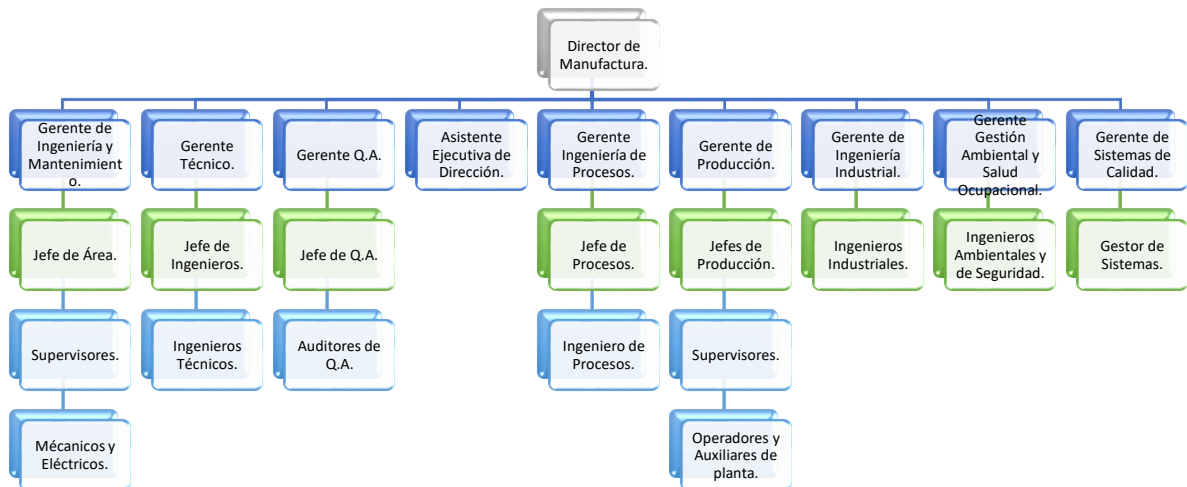 Director de
Manufactura.
Gerente de
Ingeniería y
Mantenimient
o.
Gerente
Técnico.
Gerente Q.A.
Asistente
Ejecutiva de
Dirección.
Gerente
Ingeniería de
Procesos.
Gerente de
Producción.
Gerente de
Ingeniería
Industrial.
Gerente
Gestión
Ambiental y
Salud
Ocupacional.
Gerente de
Sistemas de
Calidad.
Jefe de Área.
Jefe de
Ingenieros.
Jefe de Q.A.
Jefe de
Procesos.
Jefes de
Producción.
Ingenieros
Industriales.
Ingenieros
Ambientales y
de Seguridad.
Gestor de
Sistemas.
Supervisores.
Ingenieros
Técnicos.
Auditores de
Q.A.
Ingeniero de
Procesos.
Supervisores.
Mécanicos y
Eléctricos.
Operadores y
Auxiliares de
planta.